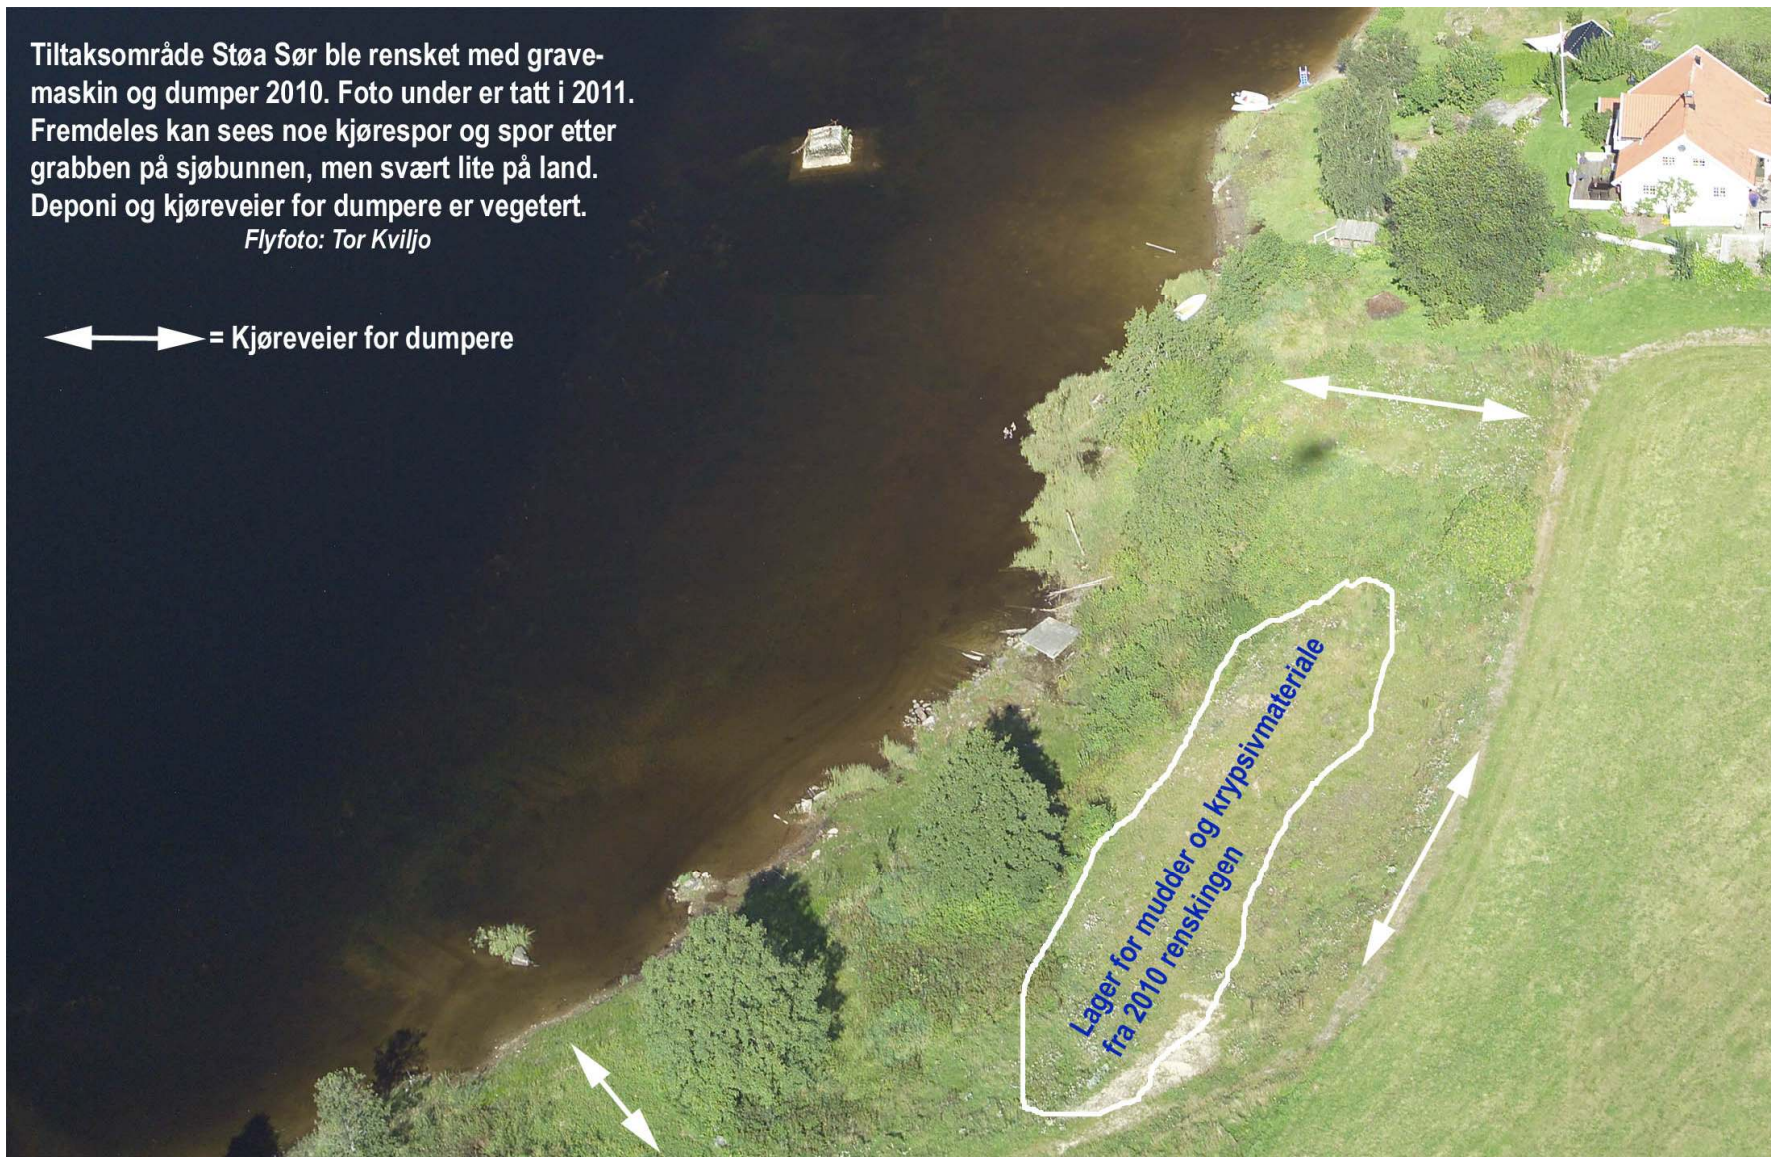 Tiltaksområde Støa Sør ble rensket med grave-
maskin og dumper 2010. Foto under er tatt i 2011.
Fremdeles kan sees noe kjørespor og spor etter
grabben på sjøbunnen, men svært lite på land.
Deponi og kjøreveier for dumpere er vegetert.
Flyfoto: Tor Kviljo
= Kjøreveier for dumpere
Lager for mudder og krypsivmateriale
fra 2010 renskingen